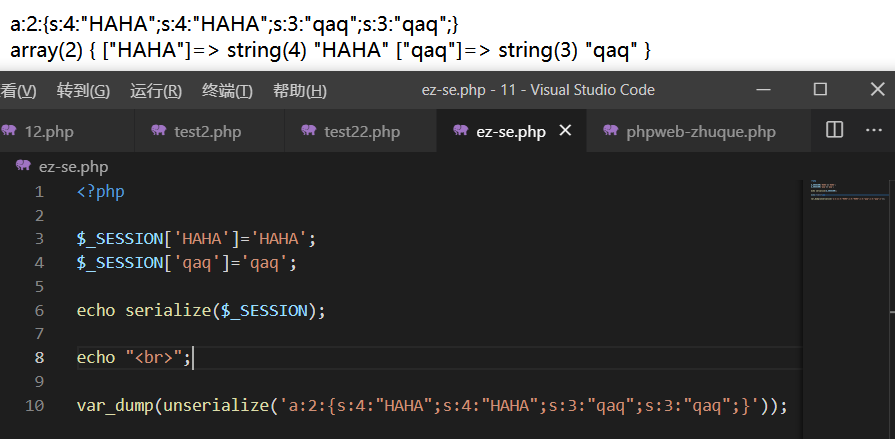 a:2:{s:4:"HAHA";s:4:"HAHA";s:3:"qaq";s:3:"qaq";}
array(2) { ["HAHA"]=> string(4) "HAHA" ["qaq"]=> string(3) "qaq" }
看(V) 转到(G) 运行(R) 终端(T) 帮助(H) ez-se.php - 11 - Visual Studio Code
12.php test2.php test22.php ez-se.php phpweb-zhuque.php
ez-se.php
1 <?php
2
3 $_SESSION['HAHA']='HAHA';
4 $_SESSION['qaq']='qaq';
5
6 echo serialize($_SESSION);
7
8 echo "<br>";
9
10 var_dump(unserialize('a:2:{s:4:"HAHA";s:4:"HAHA";s:3:"qaq";s:3:"qaq";}'));